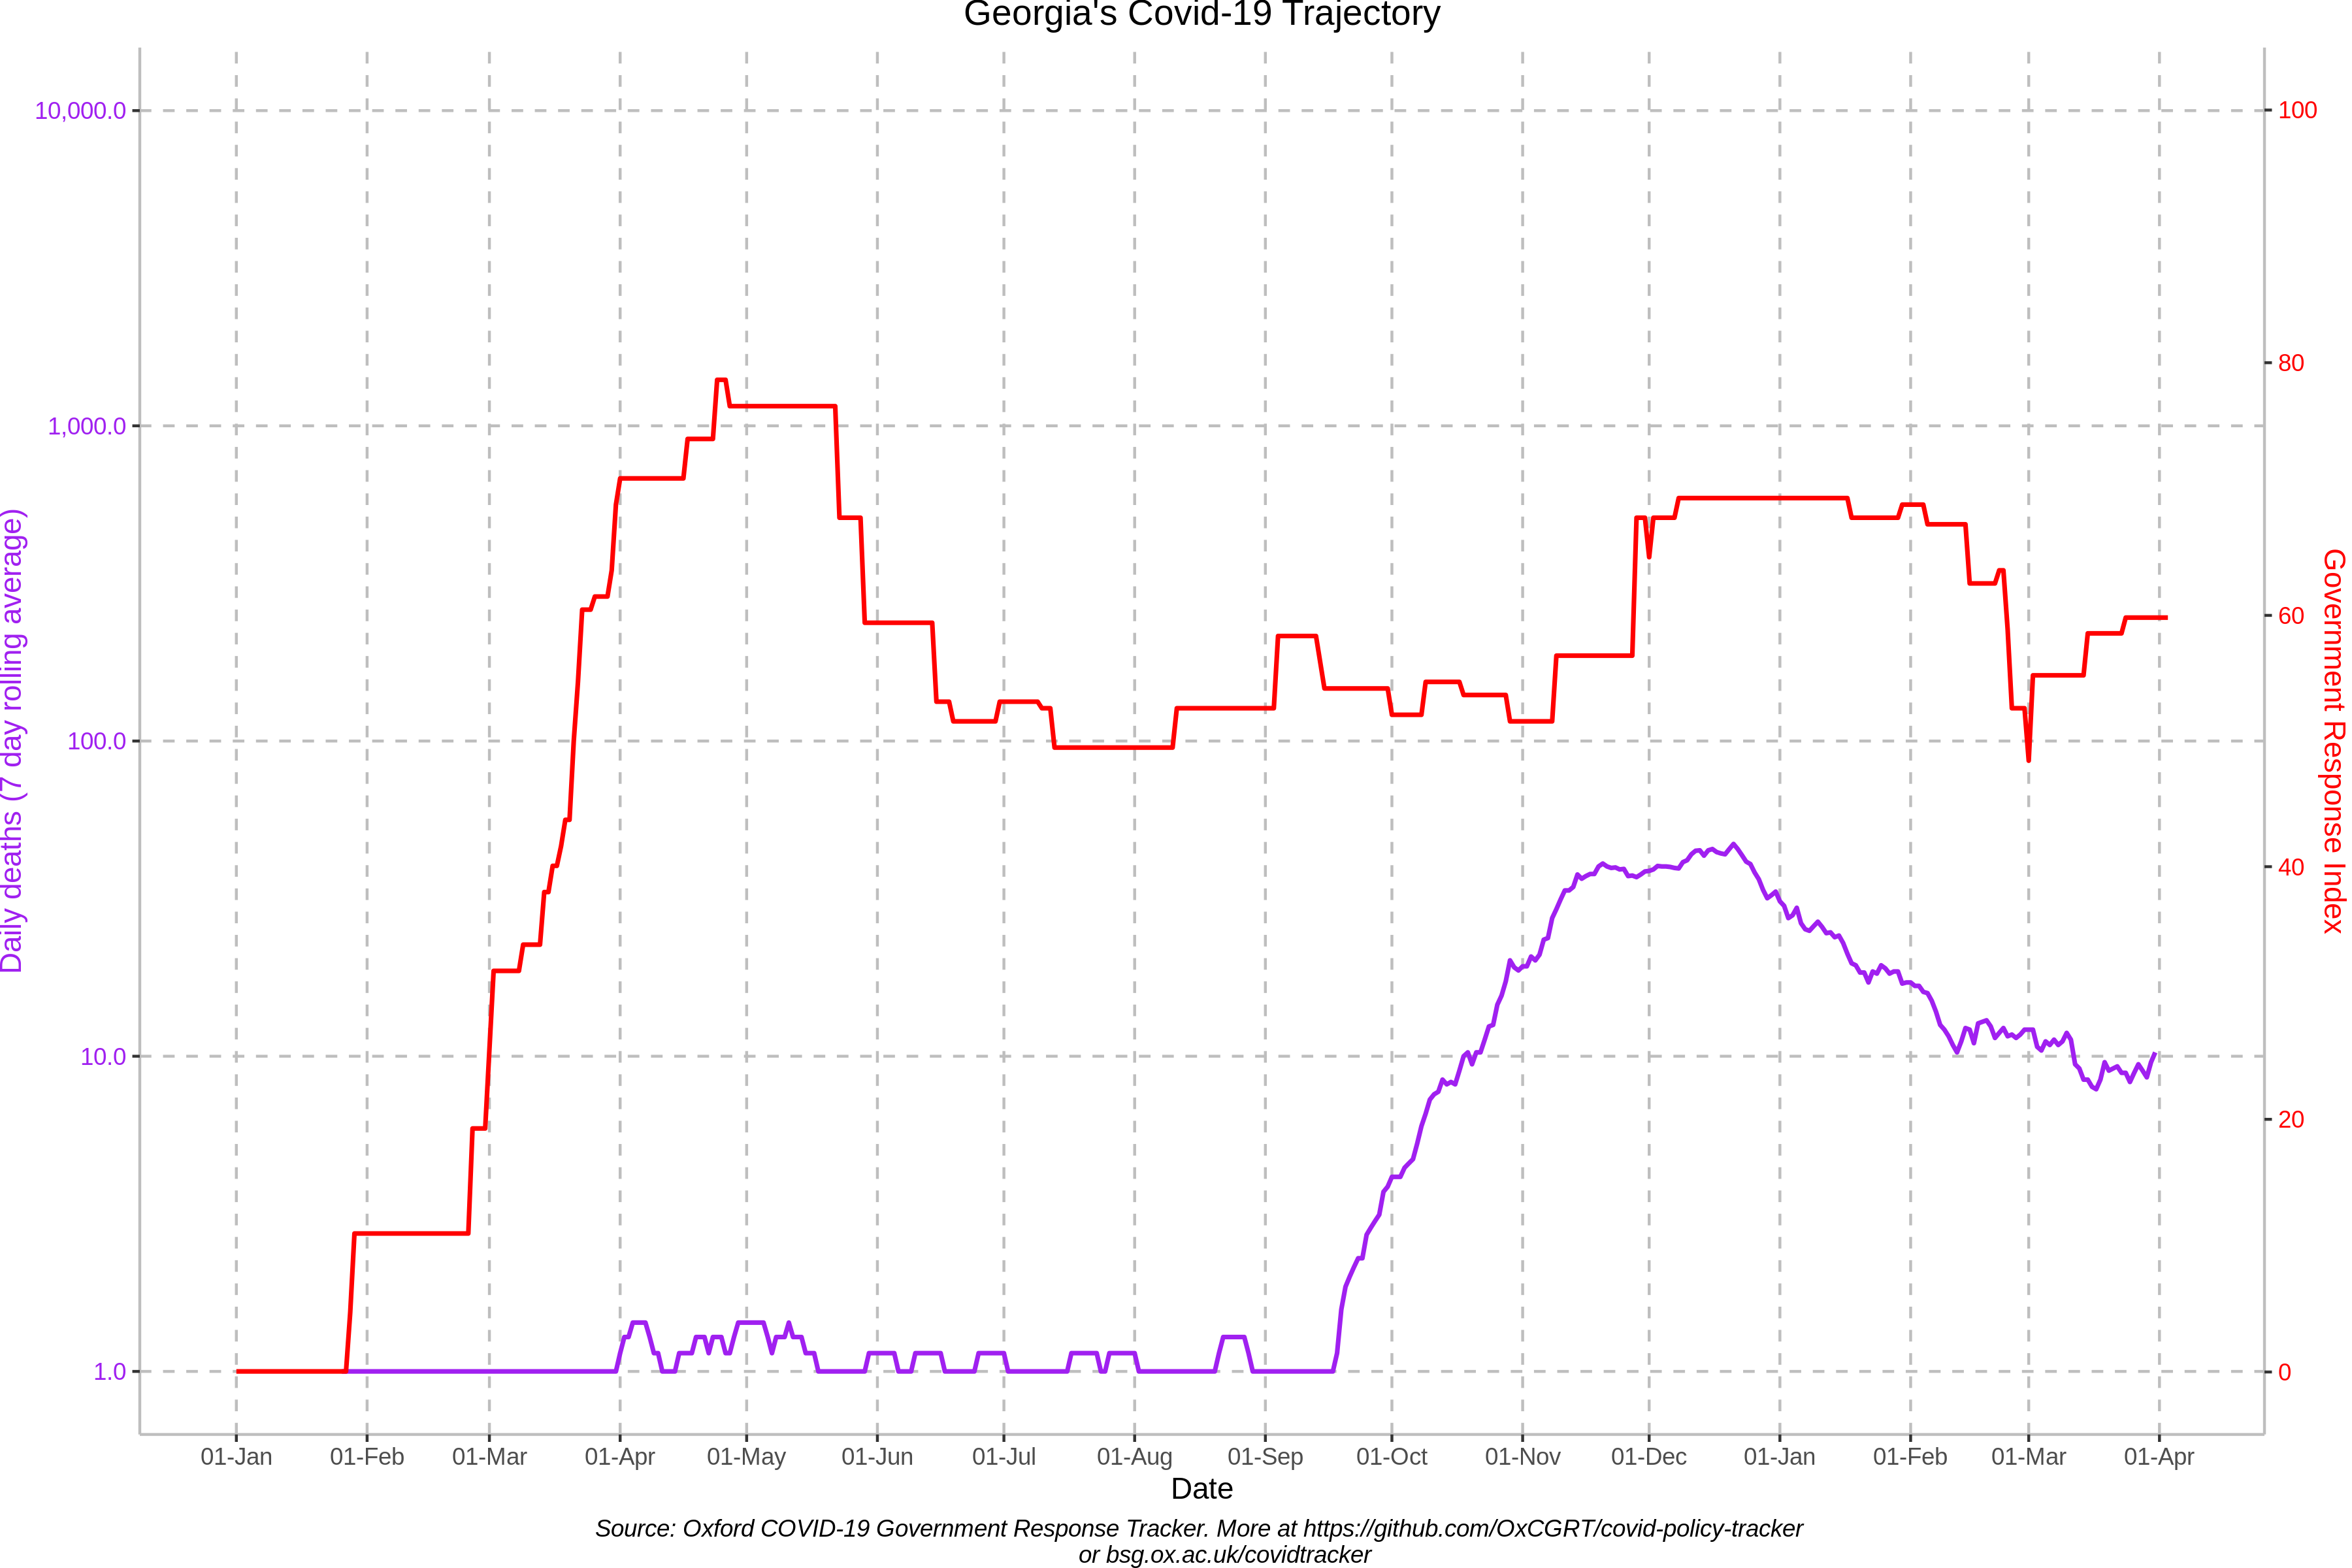 Georgia's Covid-19 Trajectory
Daily deaths (7 day rolling average)
10,000.0
1,000.0
100.0
10.0
1.0
100
80
60
40
20
0
Government Response Index
01-Jan 01-Feb 01-Mar 01-Apr 01-May 01-Jun 01-Jul 01-Aug 01-Sep 01-Oct 01-Nov 01-Dec 01-Jan 01-Feb 01-Mar 01-Apr
Date
Source: Oxford COVID-19 Government Response Tracker. More at https://github.com/OxCGRT/covid-policy-tracker
or bsg.ox.ac.uk/covidtracker